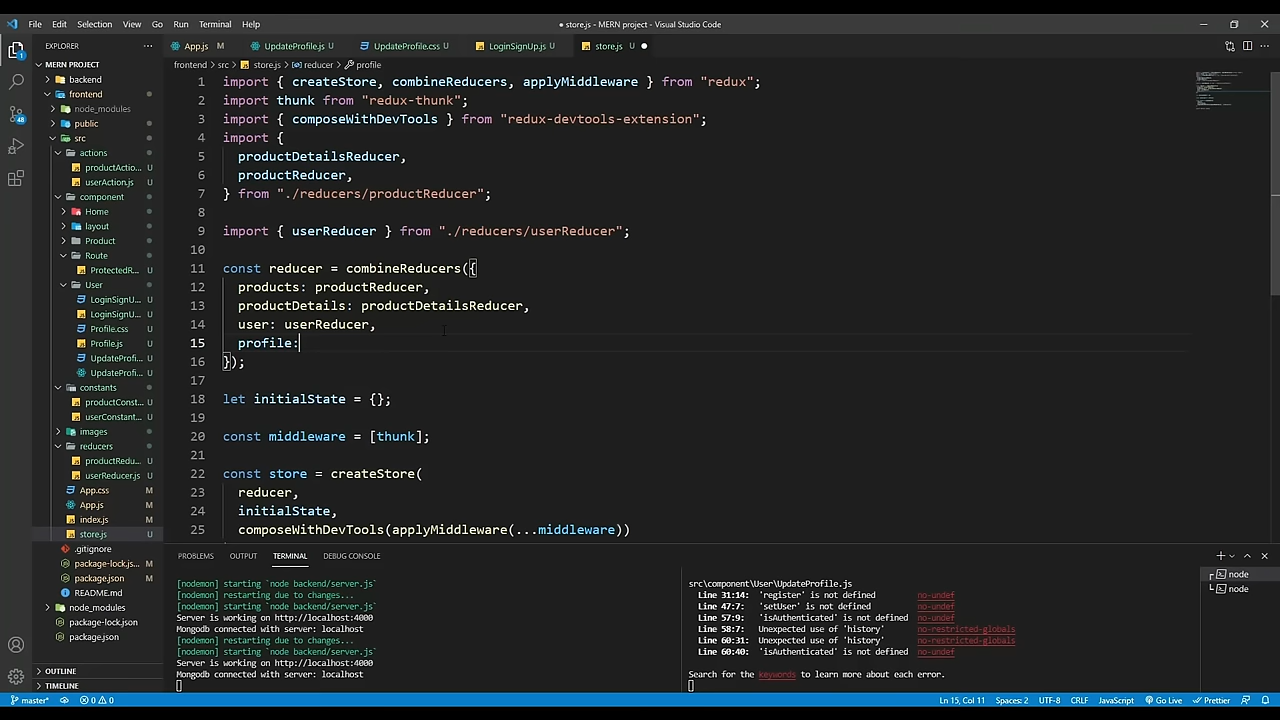 File Edit Selection View Go Run Terminal Help
● store.js - MERN project - Visual Studio Code
EXPLORER
App.js M
UpdateProfile.js U
UpdateProfile.css U
LoginSignUp.js U
store.js U
MERN PROJECT
frontend > src > store.js > reducer > profile
backend
frontend
node_modules
public
src
actions
productActio... U
userAction.js U
component
Home
layout
Product
Route
ProtectedR... U
User
LoginSignU... U
LoginSignU... U
Profile.css U
Profile.js U
UpdateProfi... U
UpdateProfi... U
constants
productConst... U
userConstant... U
images
reducers
productRedu... U
userReducer.js U
App.css M
App.js M
index.js M
store.js U
.gitignore
package-lock.js... M
package.json M
README.md
node_modules
package-lock.json
package.json
OUTLINE
TIMELINE
48
1 import { createStore, combineReducers, applyMiddleware } from "redux";
2 import thunk from "redux-thunk";
3 import { composeWithDevTools } from "redux-devtools-extension";
4 import {
5 productDetailsReducer,
6 productReducer,
7 } from "./reducers/productReducer";
8
9 import { userReducer } from "./reducers/userReducer";
10
11 const reducer = combineReducers({
12 products: productReducer,
13 productDetails: productDetailsReducer,
14 user: userReducer,
15 profile:
16 });
17
18 let initialState = {};
19
20 const middleware = [thunk];
21
22 const store = createStore(
23 reducer,
24 initialState,
25 composeWithDevTools(applyMiddleware(...middleware))
PROBLEMS OUTPUT TERMINAL DEBUG CONSOLE
[nodemon] starting `node backend/server.js`
[nodemon] restarting due to changes...
[nodemon] starting `node backend/server.js`
Server is working on http://localhost:4000
Mongodb connected with server: localhost
[nodemon] restarting due to changes...
[nodemon] starting `node backend/server.js`
Server is working on http://localhost:4000
Mongodb connected with server: localhost
src\component\User\UpdateProfile.js
Line 31:14: 'register' is not defined no-undef
Line 47:7: 'setUser' is not defined no-undef
Line 57:9: 'isAuthenticated' is not defined no-undef
Line 58:7: Unexpected use of 'history' no-restricted-globals
Line 60:31: Unexpected use of 'history' no-restricted-globals
Line 60:40: 'isAuthenticated' is not defined no-undef
Search for the keywords to learn more about each error.
node
node
master* 0 0
Ln 15, Col 11 Spaces: 2 UTF-8 CRLF JavaScript Go Live Prettier